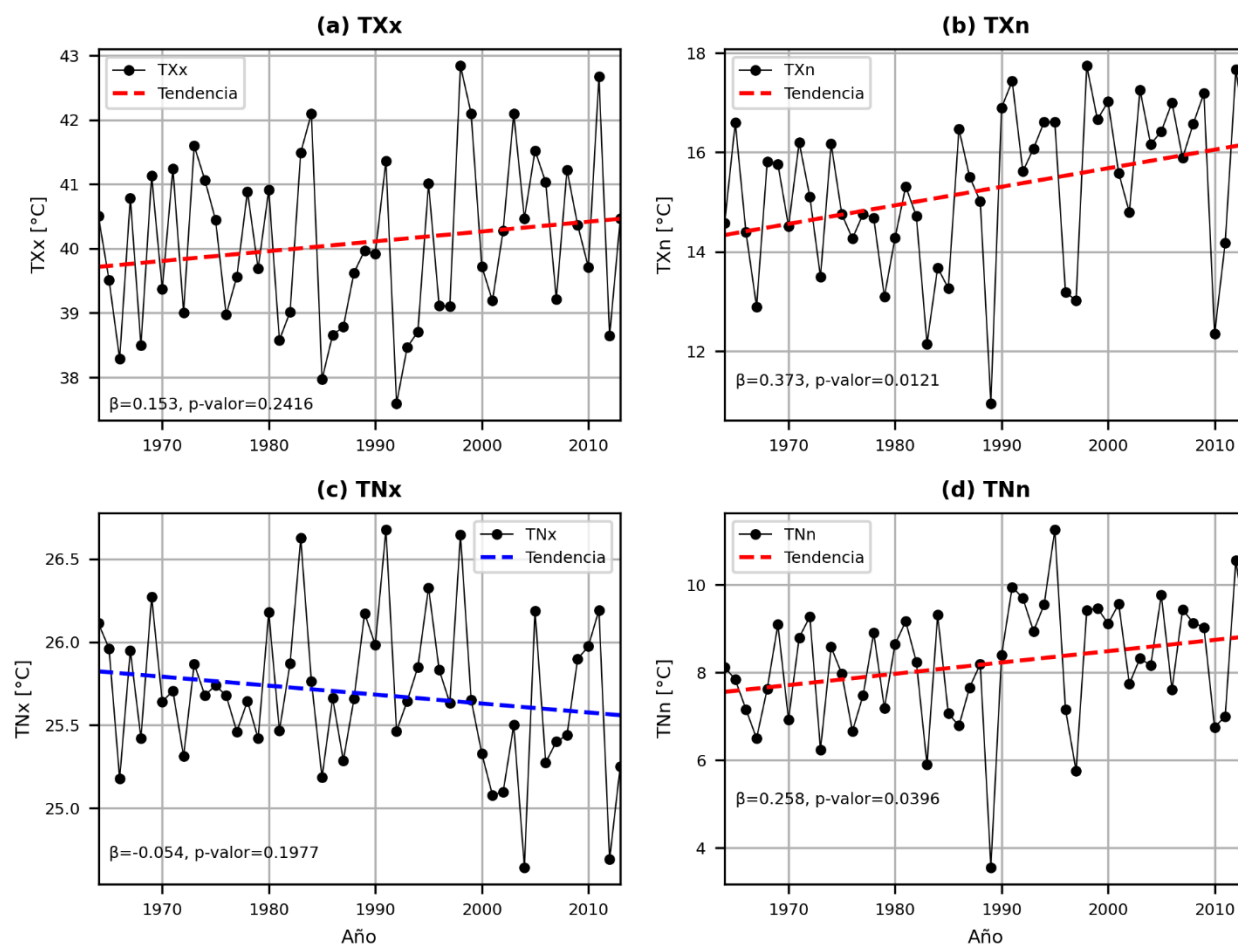 (a) TXx
TXx [°C]
43
42
41
40
39
38
TXx
Tendencia
β=0.153, p-valor=0.2416
1970
1980
1990
2000
2010
(b) TXn
TXn [°C]
18
16
14
12
TXn
Tendencia
β=0.373, p-valor=0.0121
1970
1980
1990
2000
2010
(c) TNx
TNx [°C]
26.5
26.0
25.5
25.0
TNx
Tendencia
β=-0.054, p-valor=0.1977
1970
1980
1990
2000
2010
Año
(d) TNn
TNn [°C]
10
8
6
4
TNn
Tendencia
β=0.258, p-valor=0.0396
1970
1980
1990
2000
2010
Año